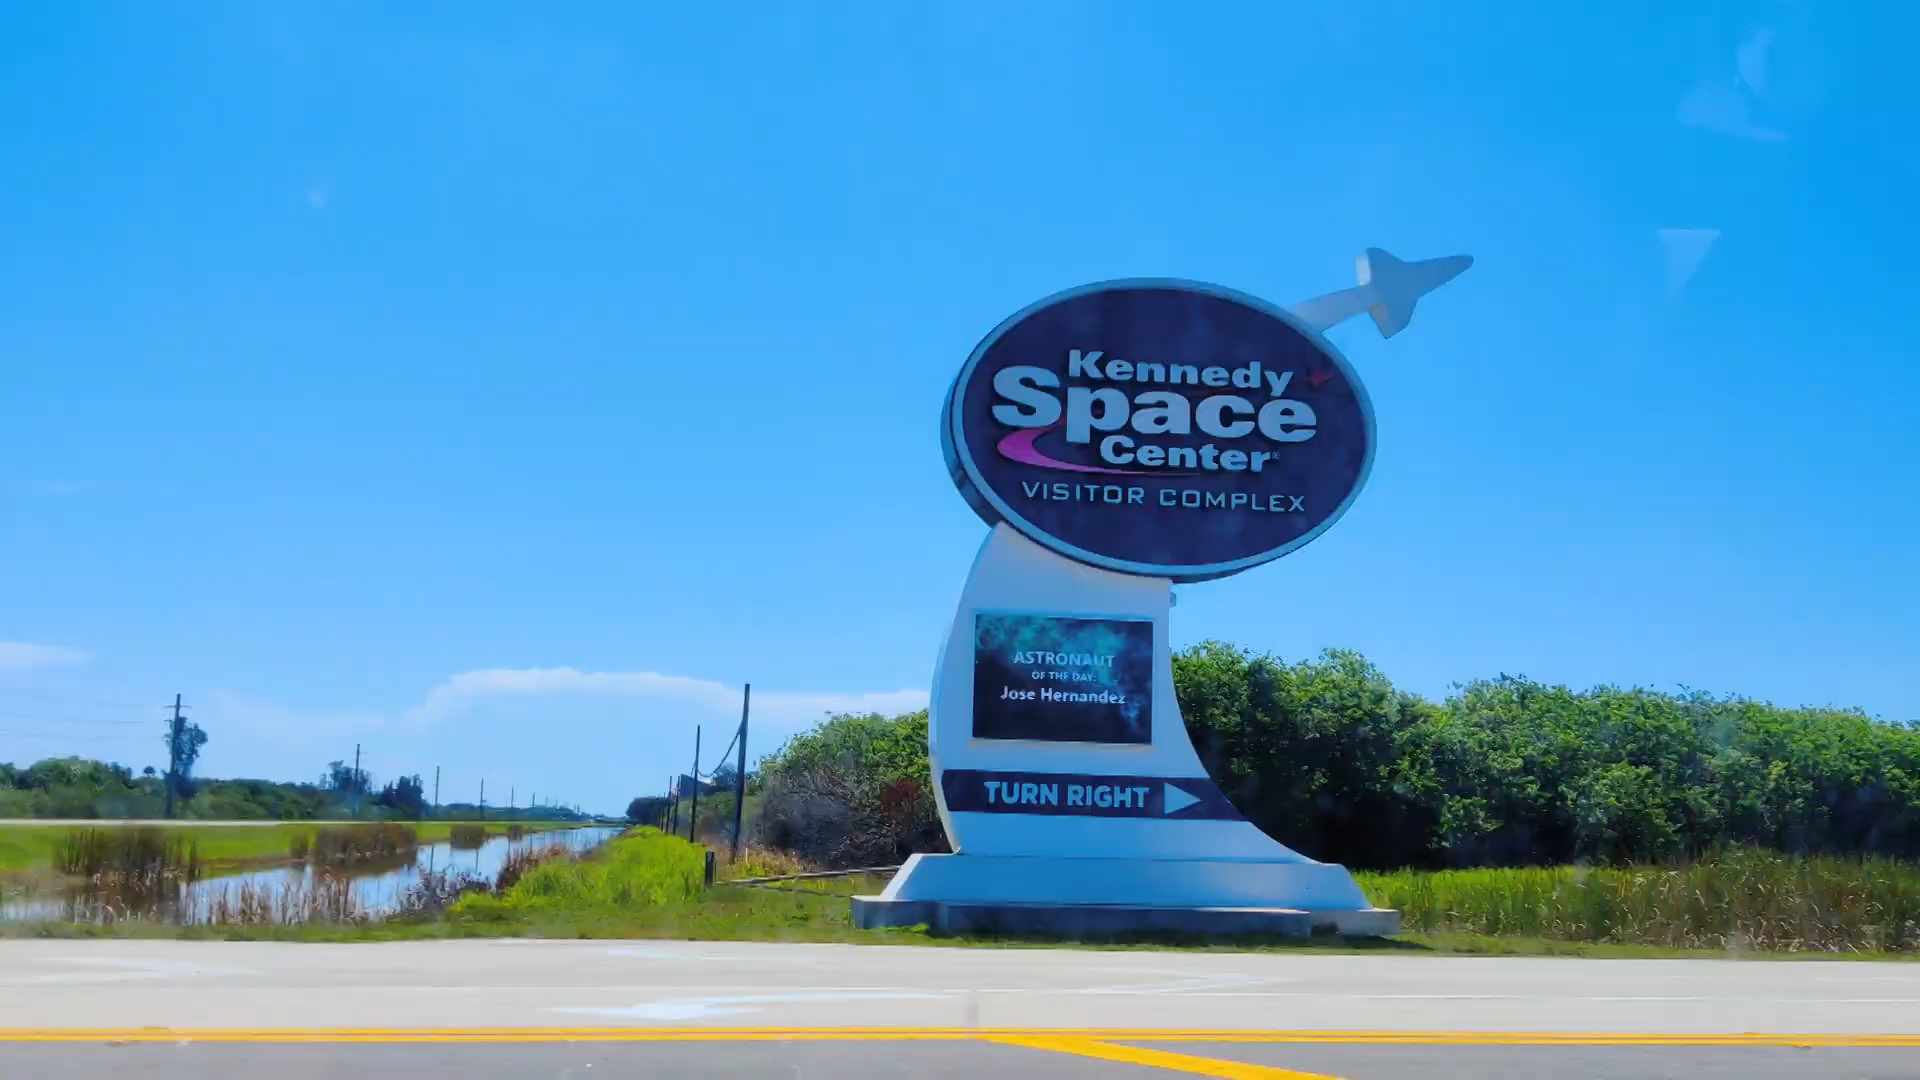 Kennedy
Space
Center®
VISITOR COMPLEX
ASTRONAUT
OF THE DAY:
Jose Hernandez
TURN RIGHT